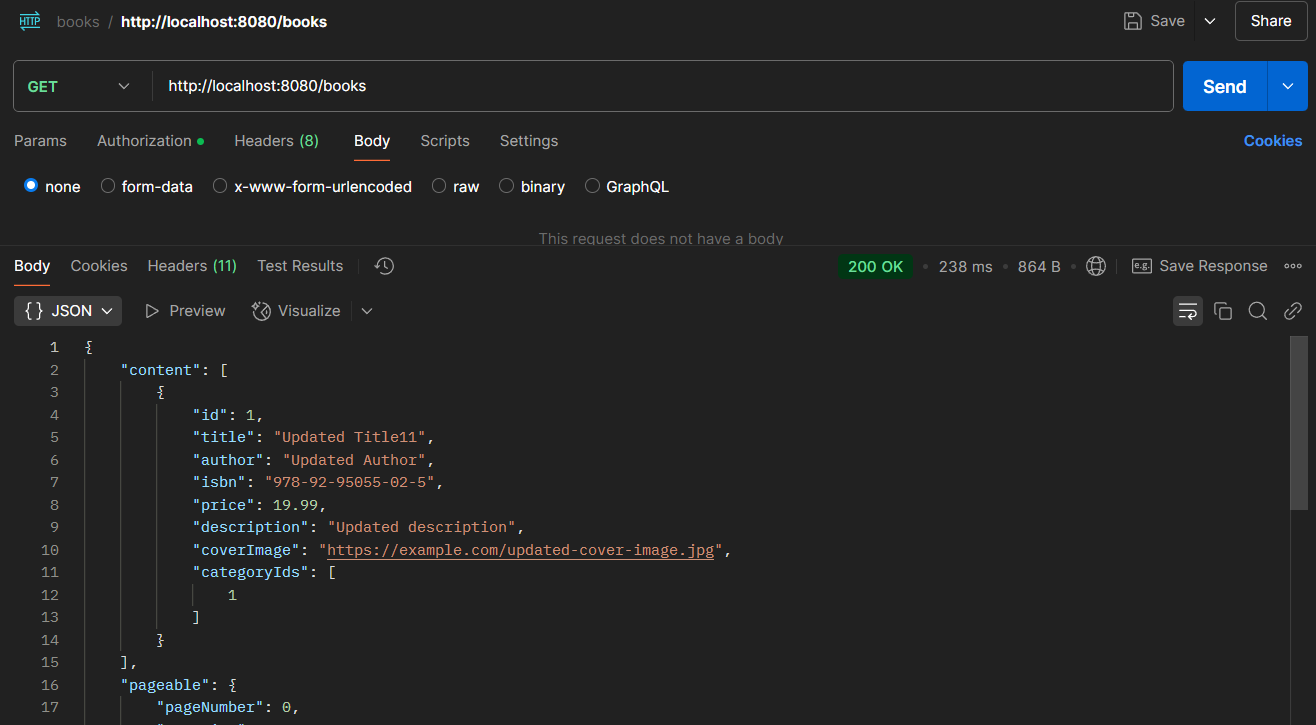 HTTP books / http://localhost:8080/books Save Share
GET http://localhost:8080/books Send
Params Authorization Headers (8) Body Scripts Settings Cookies
none form-data x-www-form-urlencoded raw binary GraphQL
This request does not have a body
Body Cookies Headers (11) Test Results 200 OK 238 ms 864 B e.g. Save Response
{} JSON Preview Visualize
1 {
2 "content": [
3 {
4 "id": 1,
5 "title": "Updated Title11",
6 "author": "Updated Author",
7 "isbn": "978-92-95055-02-5",
8 "price": 19.99,
9 "description": "Updated description",
10 "coverImage": "https://example.com/updated-cover-image.jpg",
11 "categoryIds": [
12 1
13 ]
14 }
15 ],
16 "pageable": {
17 "pageNumber": 0,